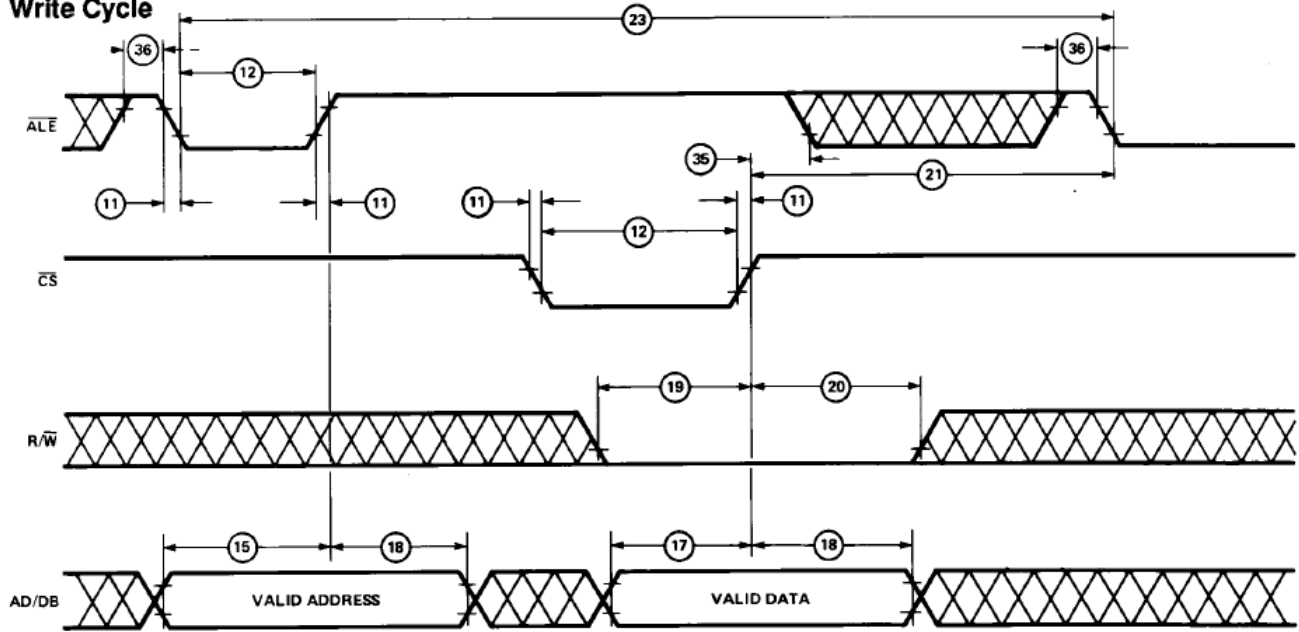 Write Cycle
23
36
36
12
ALE
35
21
11
11
11
11
12
CS
19
20
R/W
15
18
17
18
AD/DB
VALID ADDRESS
VALID DATA